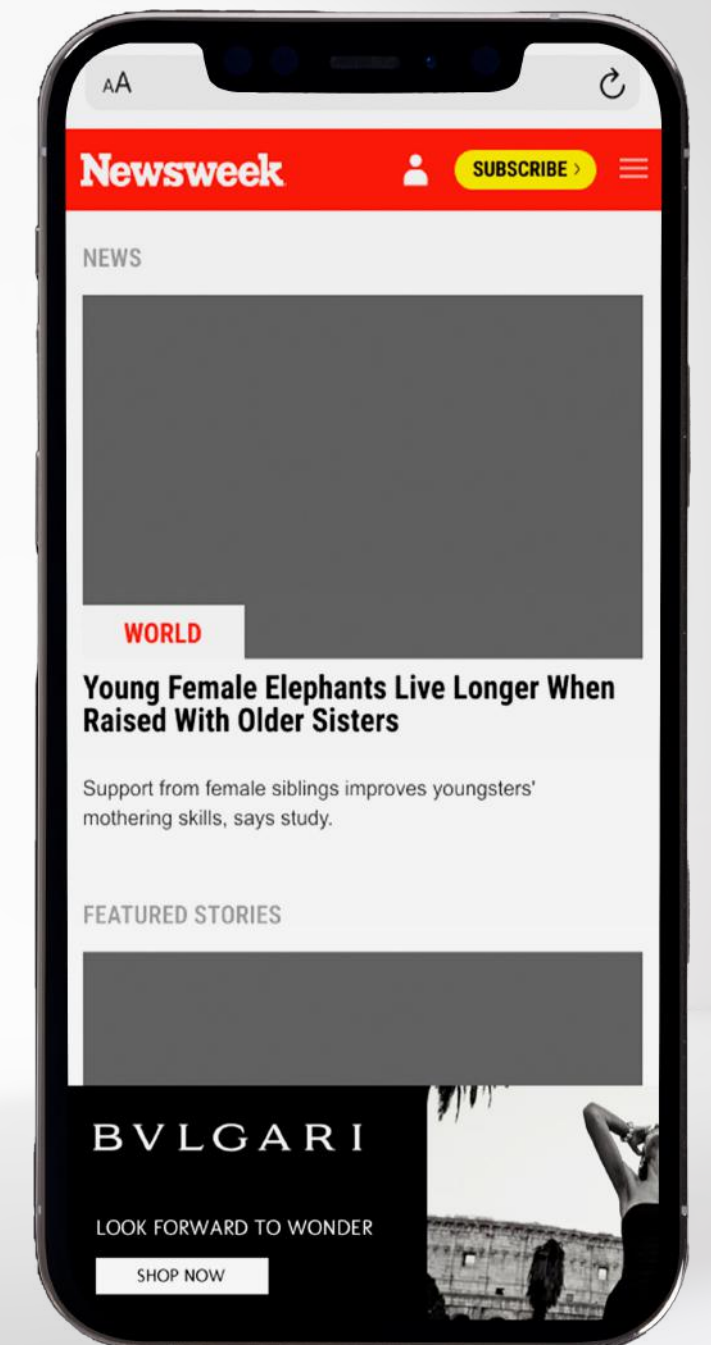 AA
Newsweek
SUBSCRIBE >
NEWS
WORLD
Young Female Elephants Live Longer When
Raised With Older Sisters
Support from female siblings improves youngsters'
mothering skills, says study.
FEATURED STORIES
BVLGARI
LOOK FORWARD TO WONDER
SHOP NOW